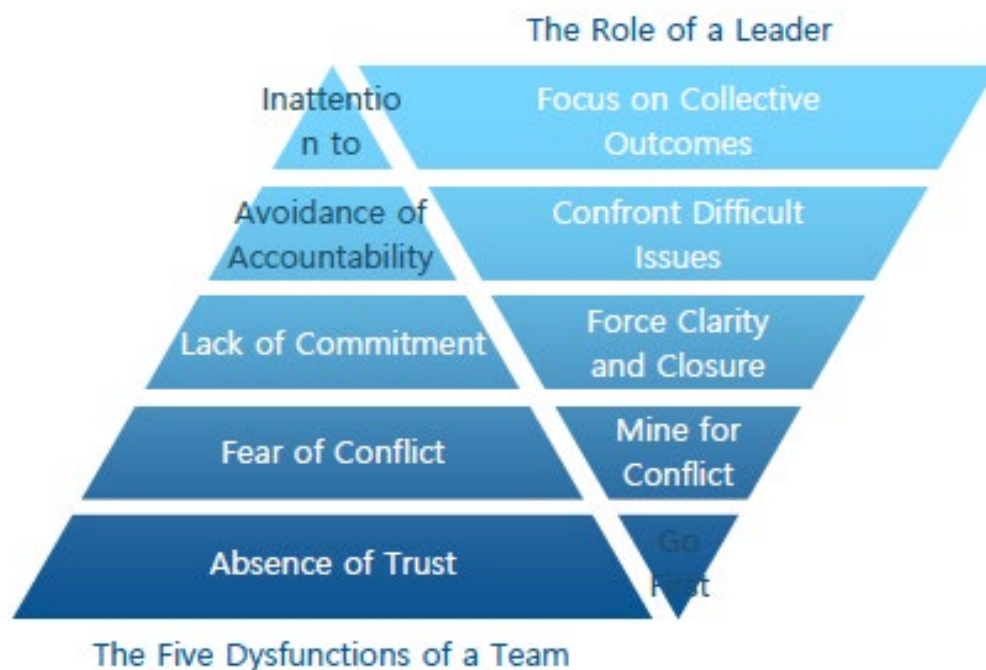 The Role of a Leader
Inattentio
n to
Focus on Collective
Outcomes
Avoidance of
Accountability
Confront Difficult
Issues
Lack of Commitment
Force Clarity
and Closure
Fear of Conflict
Mine for
Conflict
Absence of Trust
Go
First
The Five Dysfunctions of a Team